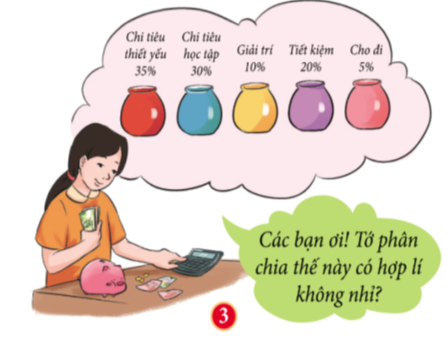 Chi tiêu
thiết yếu
35%
Chi tiêu
học tập
30%
Giải trí
10%
Tiết kiệm
20%
Cho đi
5%
Các bạn ơi! Tớ phân
chia thế này có hợp lí
không nhỉ?
3